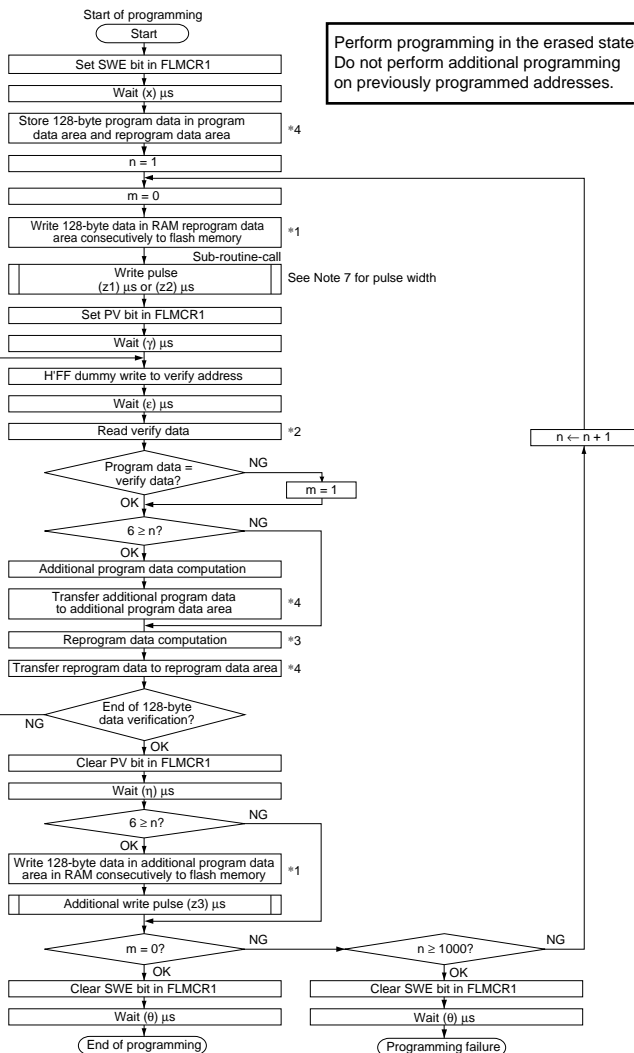 Start of programming
Start
Perform programming in the erased state.
Do not perform additional programming
on previously programmed addresses.
Set SWE bit in FLMCR1
Wait (x) µs
Store 128-byte program data in program
data area and reprogram data area
*4
n = 1
m = 0
Write 128-byte data in RAM reprogram data
area consecutively to flash memory
*1
Sub-routine-call
Write pulse
(z1) µs or (z2) µs
See Note 7 for pulse width
Set PV bit in FLMCR1
Wait (γ) µs
H'FF dummy write to verify address
Wait (ε) µs
Read verify data
*2
n ← n + 1
Program data =
verify data?
NG
m = 1
OK
6 ≥ n?
NG
OK
Additional program data computation
Transfer additional program data
to additional program data area
*4
Reprogram data computation
*3
Transfer reprogram data to reprogram data area
*4
End of 128-byte
data verification?
NG
OK
Clear PV bit in FLMCR1
Wait (η) µs
6 ≥ n?
NG
OK
Write 128-byte data in additional program data
area in RAM consecutively to flash memory
*1
Additional write pulse (z3) µs
m = 0?
NG
n ≥ 1000?
NG
OK
OK
Clear SWE bit in FLMCR1
Clear SWE bit in FLMCR1
Wait (θ) µs
Wait (θ) µs
End of programming
Programming failure